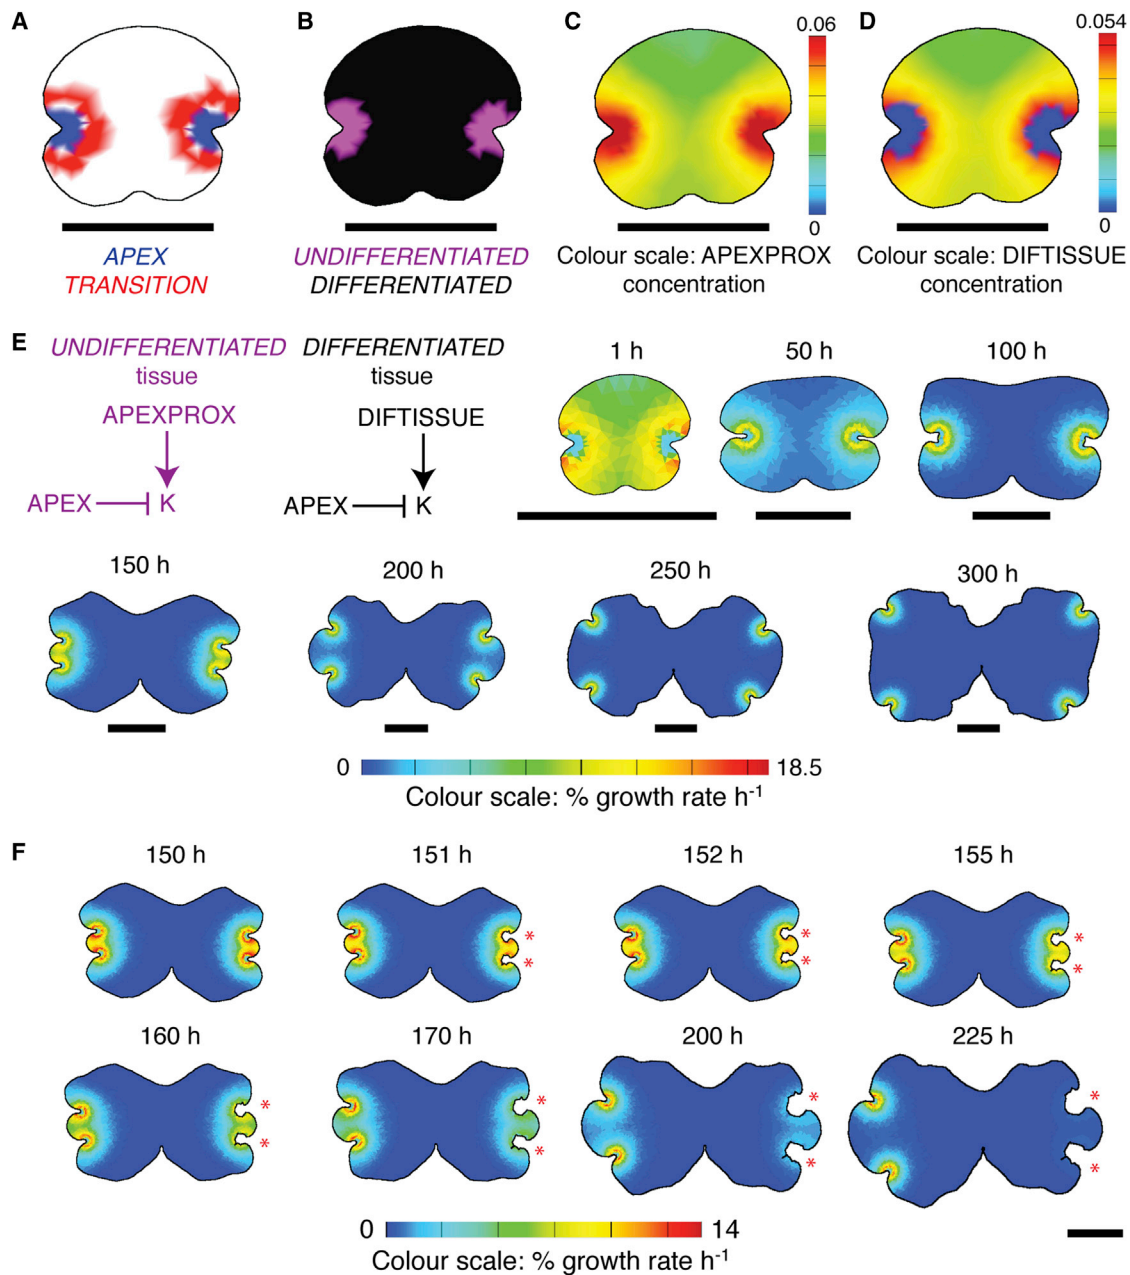 A
B
C
0.06
D
0.054
0
0
APEX
TRANSITION
UNDIFFERENTIATED
DIFFERENTIATED
Colour scale: APEXPROX
concentration
Colour scale: DIFTISSUE
concentration
E
UNDIFFERENTIATED
tissue
APEXPROX
APEX
K
DIFFERENTIATED
tissue
DIFTISSUE
APEX
K
1 h
50 h
100 h
150 h
200 h
250 h
300 h
0
18.5
Colour scale: % growth rate h-1
F
150 h
151 h
152 h
155 h
*
*
*
*
*
*
160 h
170 h
200 h
225 h
*
*
*
*
*
*
*
*
0
14
Colour scale: % growth rate h-1